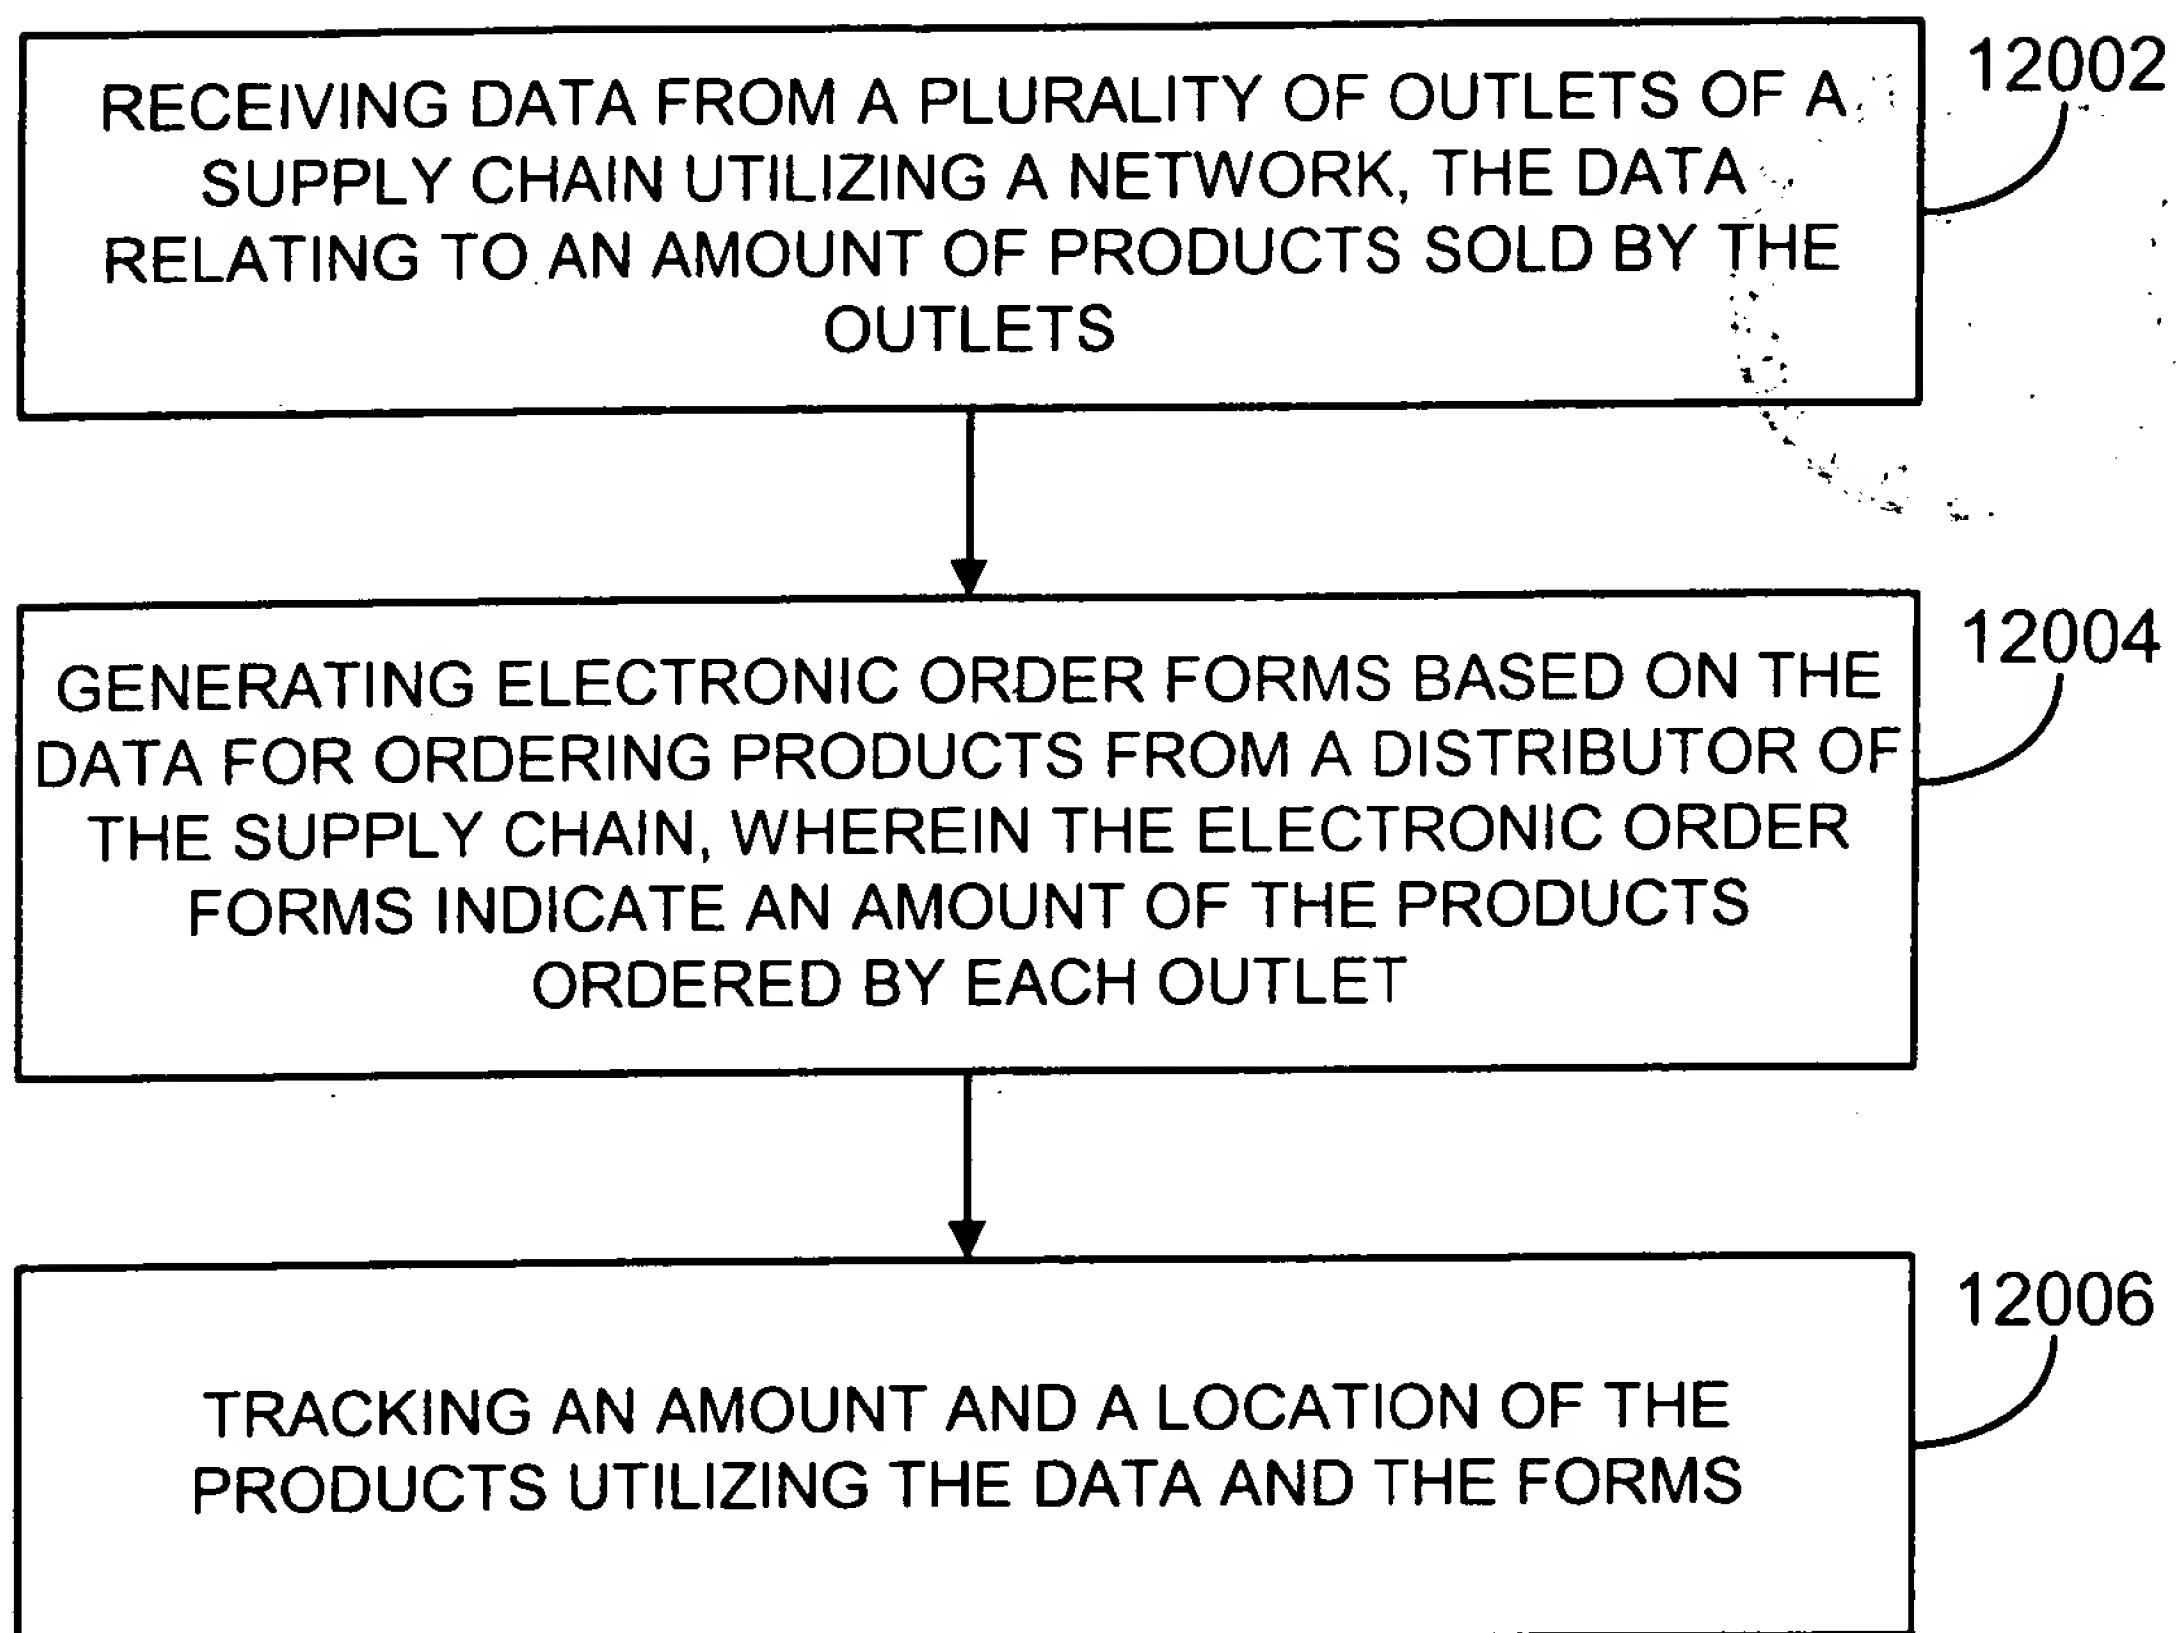 RECEIVING DATA FROM A PLURALITY OF OUTLETS OF A
SUPPLY CHAIN UTILIZING A NETWORK, THE DATA
RELATING TO AN AMOUNT OF PRODUCTS SOLD BY THE
OUTLETS
12002
GENERATING ELECTRONIC ORDER FORMS BASED ON THE
DATA FOR ORDERING PRODUCTS FROM A DISTRIBUTOR OF
THE SUPPLY CHAIN, WHEREIN THE ELECTRONIC ORDER
FORMS INDICATE AN AMOUNT OF THE PRODUCTS
ORDERED BY EACH OUTLET
12004
TRACKING AN AMOUNT AND A LOCATION OF THE
PRODUCTS UTILIZING THE DATA AND THE FORMS
12006